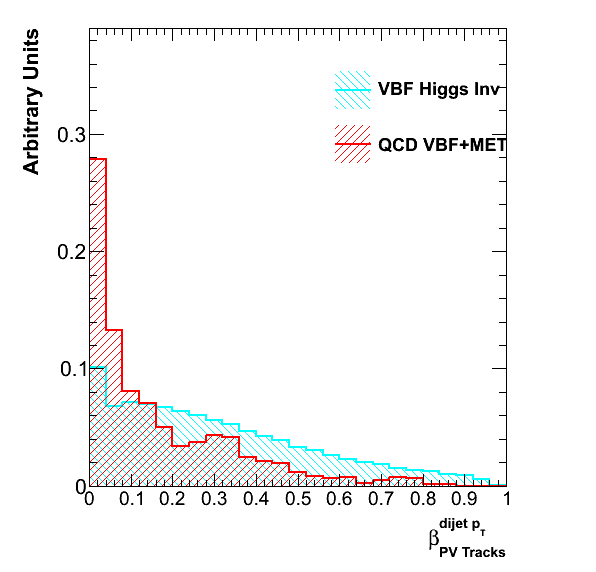 Arbitrary Units
VBF Higgs Inv
QCD VBF+MET
0.3
0.2
0.1
0
0 0.1 0.2 0.3 0.4 0.5 0.6 0.7 0.8 0.9 1
β dijet p_T PV Tracks